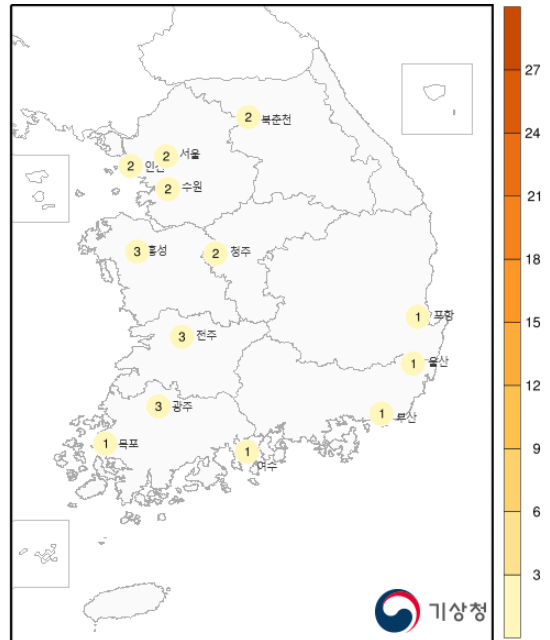 27
24
21
18
15
12
9
6
3
2 북춘천
2 서울
2 인천
2 수원
3 홍성
2 청주
1 포항
3 전주
1 울산
3 광주
1 부산
1 목포
1 여수
기상청